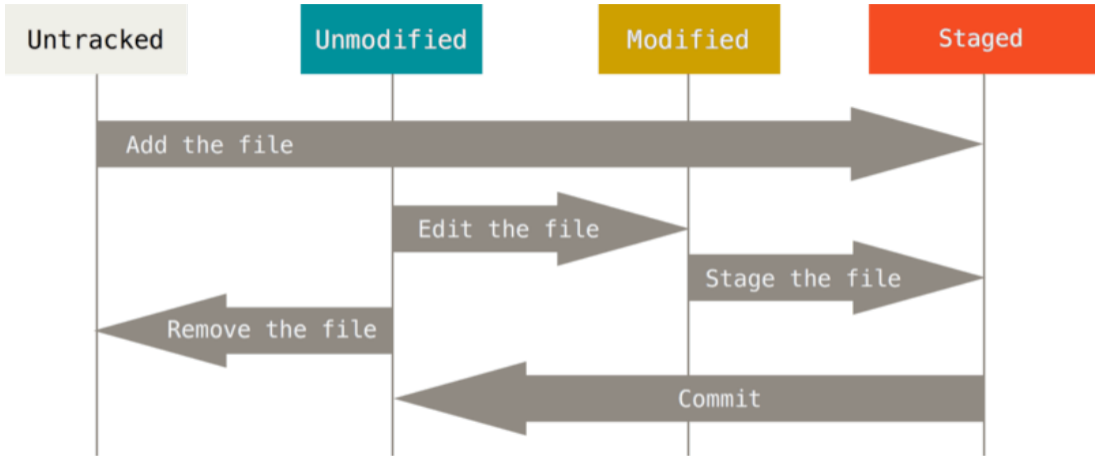 Untracked
Unmodified
Modified
Staged
Add the file
Edit the file
Stage the file
Remove the file
Commit